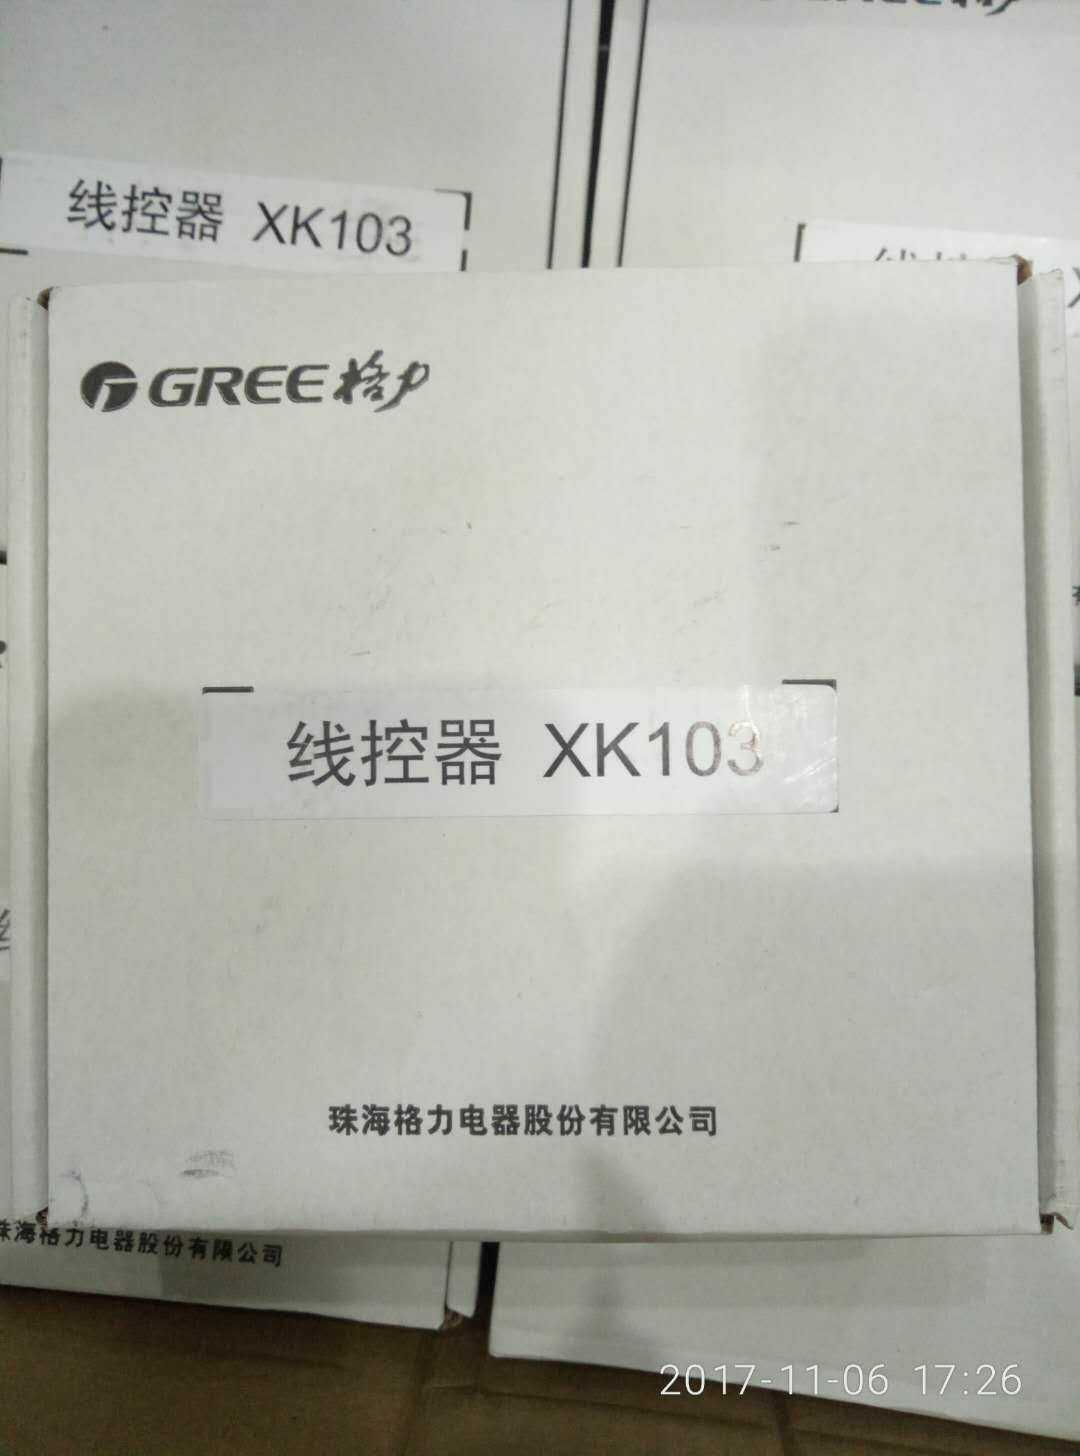 线控器 XK103
GREE格力
线控器 XK103
珠海格力电器股份有限公司
珠海格力电器股份有限公司
2017-11-06 17:26